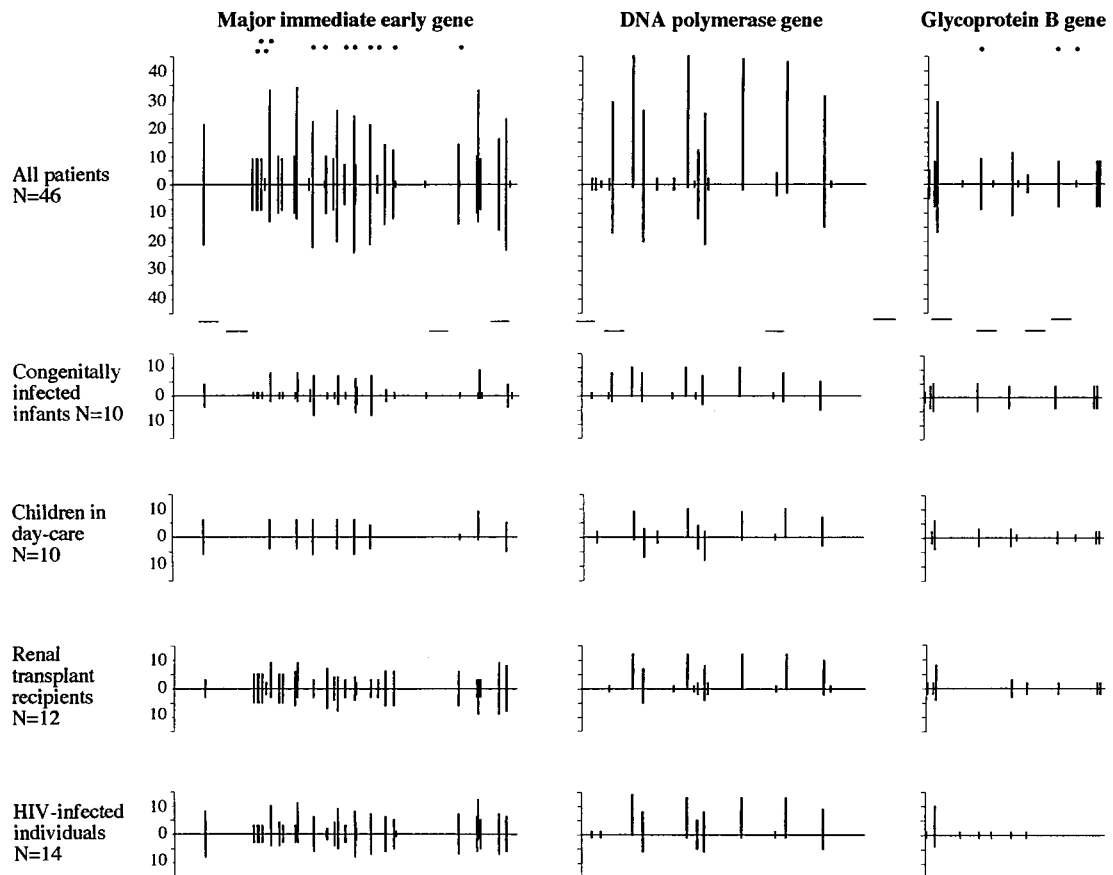 Major immediate early gene
DNA polymerase gene
Glycoprotein B gene
40
30
20
10
0
10
20
30
40
All patients
N=46
10
0
10
Congenitally
infected
infants N=10
10
0
10
Children in
day-care
N=10
10
0
10
Renal
transplant
recipients
N=12
10
0
10
HIV-infected
individuals
N=14